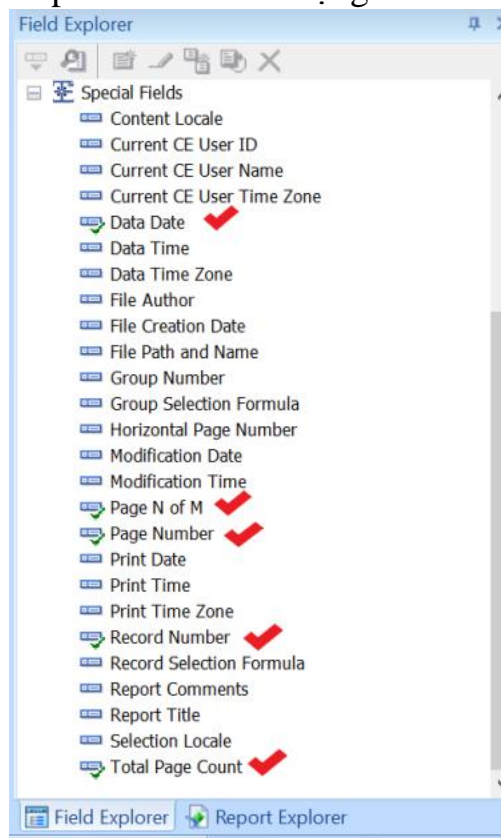 Field Explorer
Special Fields
Content Locale
Current CE User ID
Current CE User Name
Current CE User Time Zone
Data Date
Data Time
Data Time Zone
File Author
File Creation Date
File Path and Name
Group Number
Group Selection Formula
Horizontal Page Number
Modification Date
Modification Time
Page N of M
Page Number
Print Date
Print Time
Print Time Zone
Record Number
Record Selection Formula
Report Comments
Report Title
Selection Locale
Total Page Count
Field Explorer Report Explorer